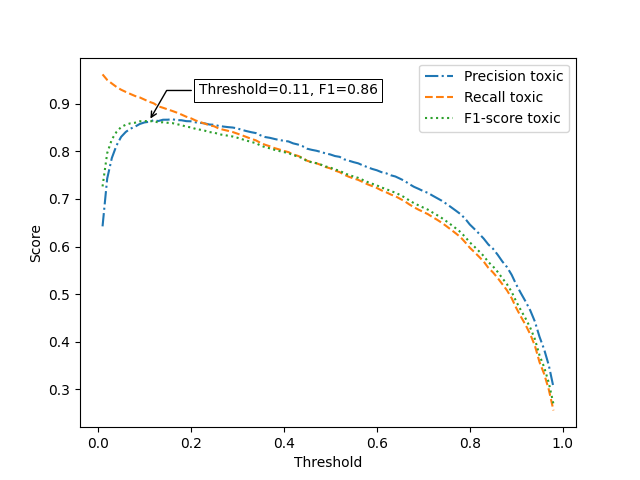 Threshold=0.11, F1=0.86
Precision toxic
Recall toxic
F1-score toxic
Score
0.9
0.8
0.7
0.6
0.5
0.4
0.3
0.0 0.2 0.4 0.6 0.8 1.0
Threshold